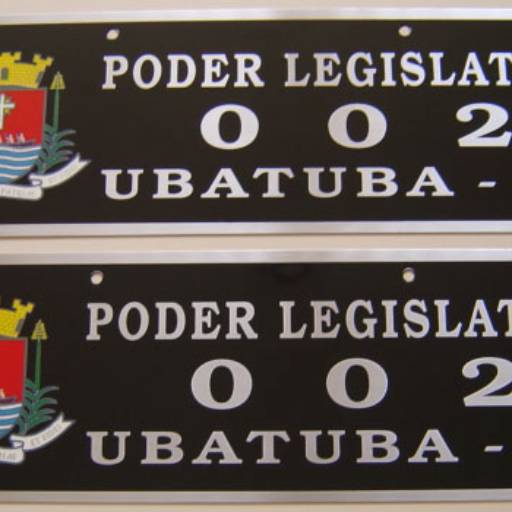 PODER LEGISLAT
0 0 2
UBATUBA -
PODER LEGISLAT
0 0 2
UBATUBA -